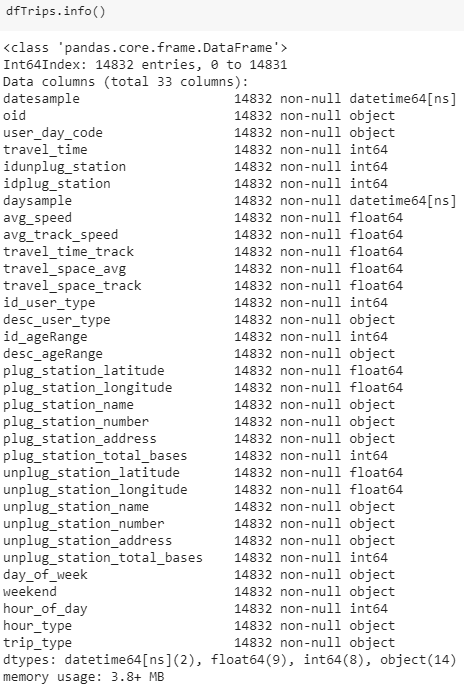 dfTrips.info()
<class 'pandas.core.frame.DataFrame'>
Int64Index: 14832 entries, 0 to 14831
Data columns (total 33 columns):
datesample                  14832 non-null datetime64[ns]
oid                         14832 non-null object
user_day_code               14832 non-null object
travel_time                 14832 non-null int64
idunplug_station            14832 non-null int64
idplug_station              14832 non-null int64
daysample                   14832 non-null datetime64[ns]
avg_speed                   14832 non-null float64
avg_track_speed             14832 non-null float64
travel_time_track           14832 non-null float64
travel_space_avg            14832 non-null float64
travel_space_track          14832 non-null float64
id_user_type                14832 non-null int64
desc_user_type              14832 non-null object
id_ageRange                 14832 non-null int64
desc_ageRange               14832 non-null object
plug_station_latitude       14832 non-null float64
plug_station_longitude      14832 non-null float64
plug_station_name           14832 non-null object
plug_station_number         14832 non-null object
plug_station_address        14832 non-null object
plug_station_total_bases    14832 non-null int64
unplug_station_latitude     14832 non-null float64
unplug_station_longitude    14832 non-null float64
unplug_station_name         14832 non-null object
unplug_station_number       14832 non-null object
unplug_station_address      14832 non-null object
unplug_station_total_bases  14832 non-null int64
day_of_week                 14832 non-null object
weekend                     14832 non-null object
hour_of_day                 14832 non-null int64
hour_type                   14832 non-null object
trip_type                   14832 non-null object
dtypes: datetime64[ns](2), float64(9), int64(8), object(14)
memory usage: 3.8+ MB